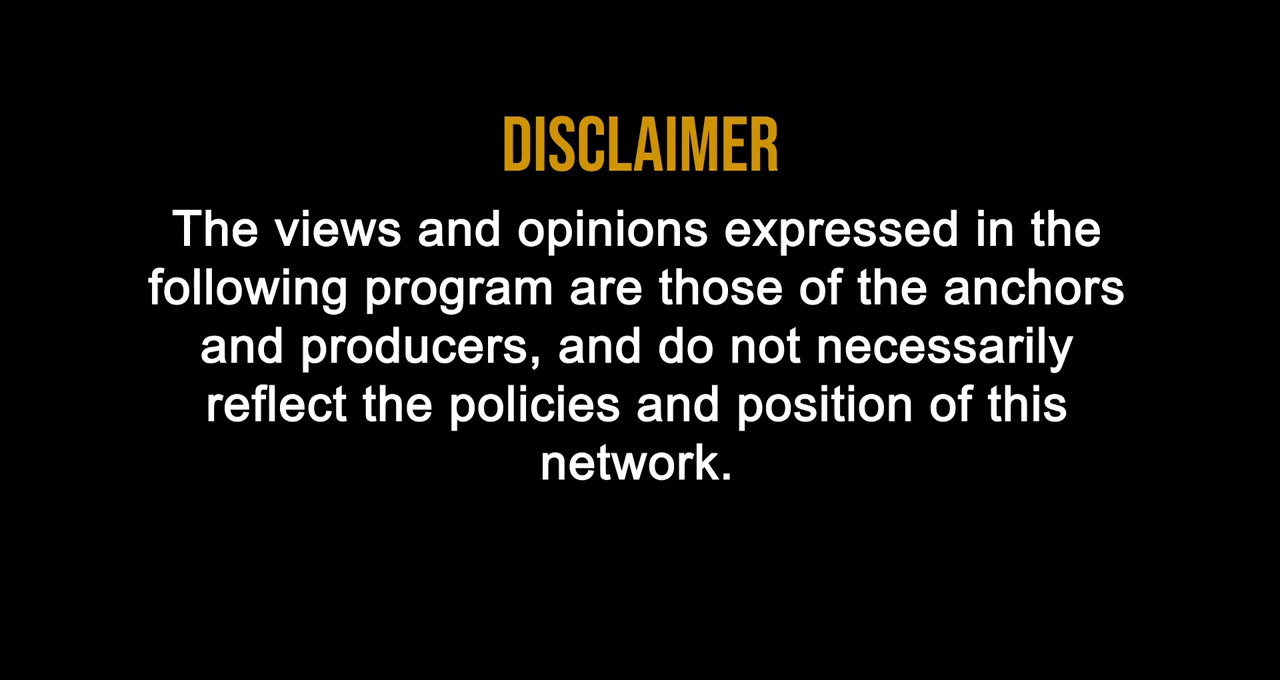 DISCLAIMER
The views and opinions expressed in the
following program are those of the anchors
and producers, and do not necessarily
reflect the policies and position of this
network.